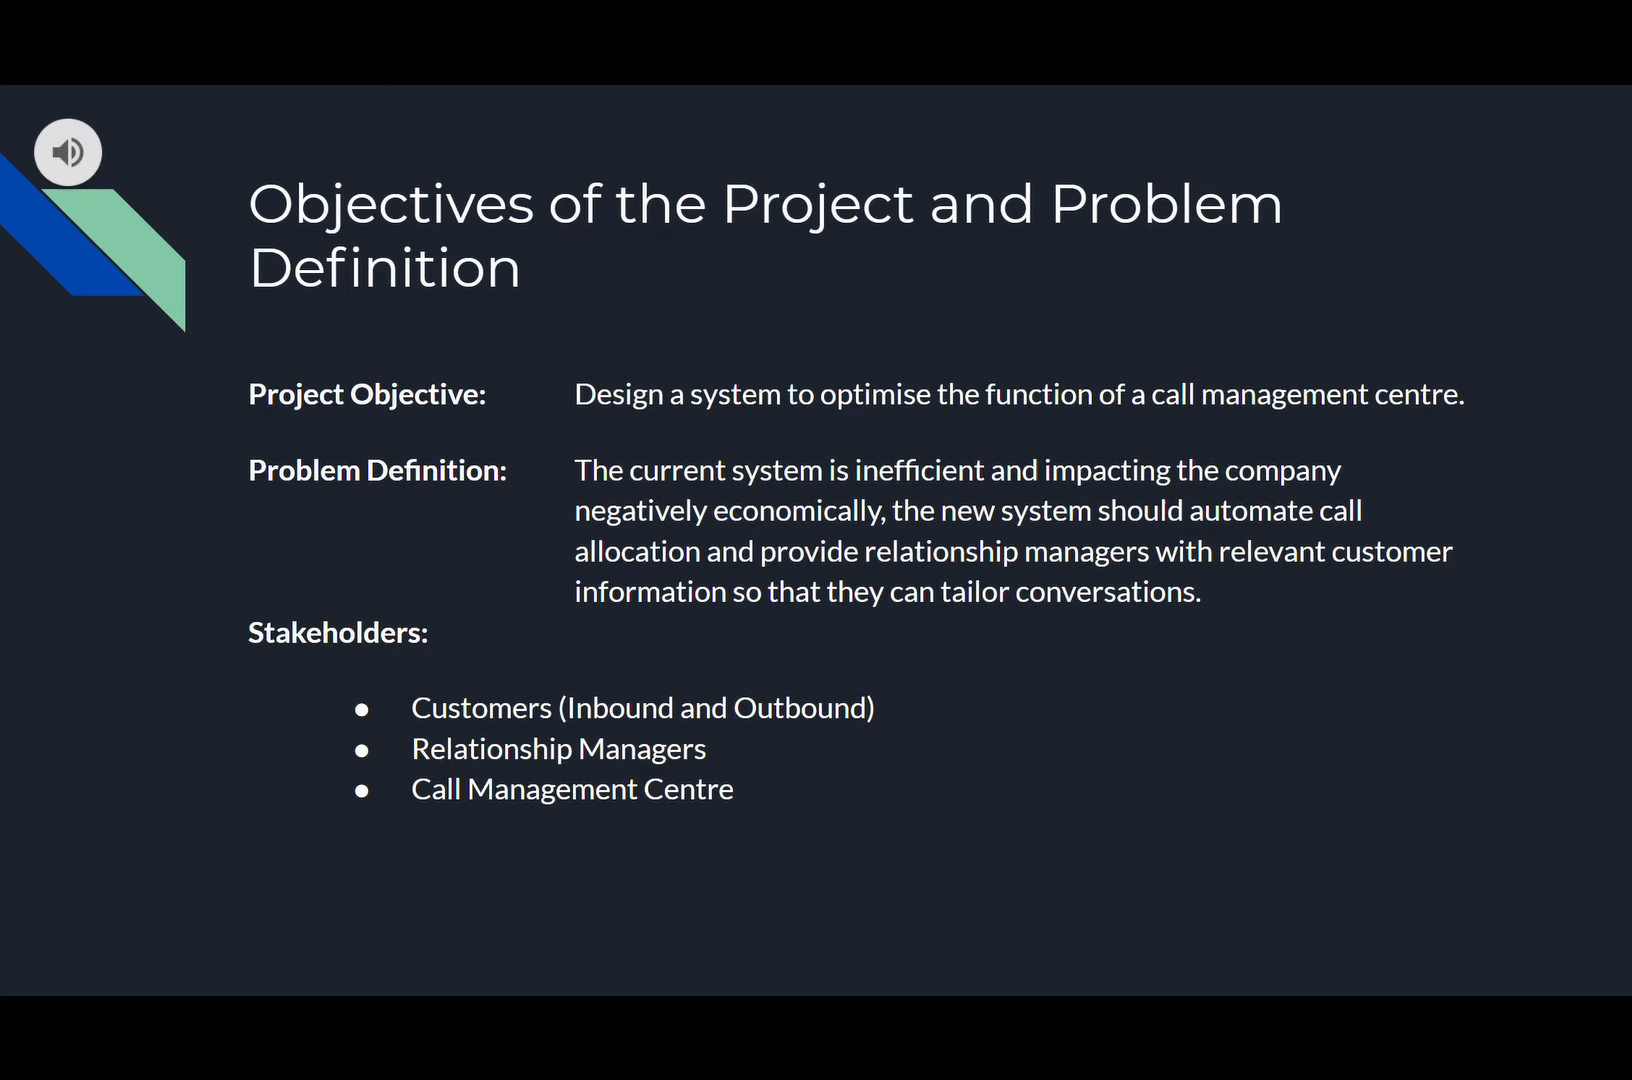 Objectives of the Project and Problem
Definition
Project Objective: Design a system to optimise the function of a call management centre.
Problem Definition: The current system is inefficient and impacting the company
negatively economically, the new system should automate call
allocation and provide relationship managers with relevant customer
information so that they can tailor conversations.
Stakeholders:
● Customers (Inbound and Outbound)
● Relationship Managers
● Call Management Centre